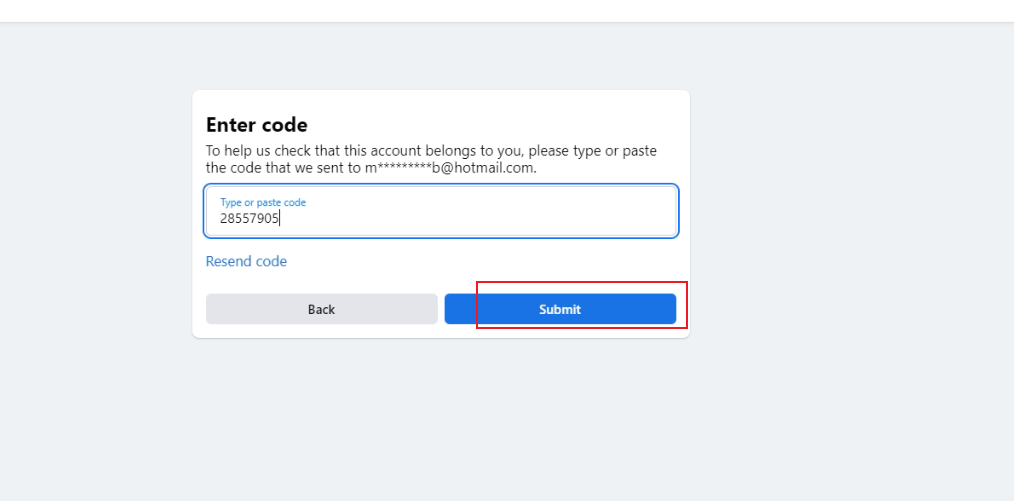 Enter code
To help us check that this account belongs to you, please type or paste
the code that we sent to m*********b@hotmail.com.
Type or paste code
28557905
Resend code
Back
Submit